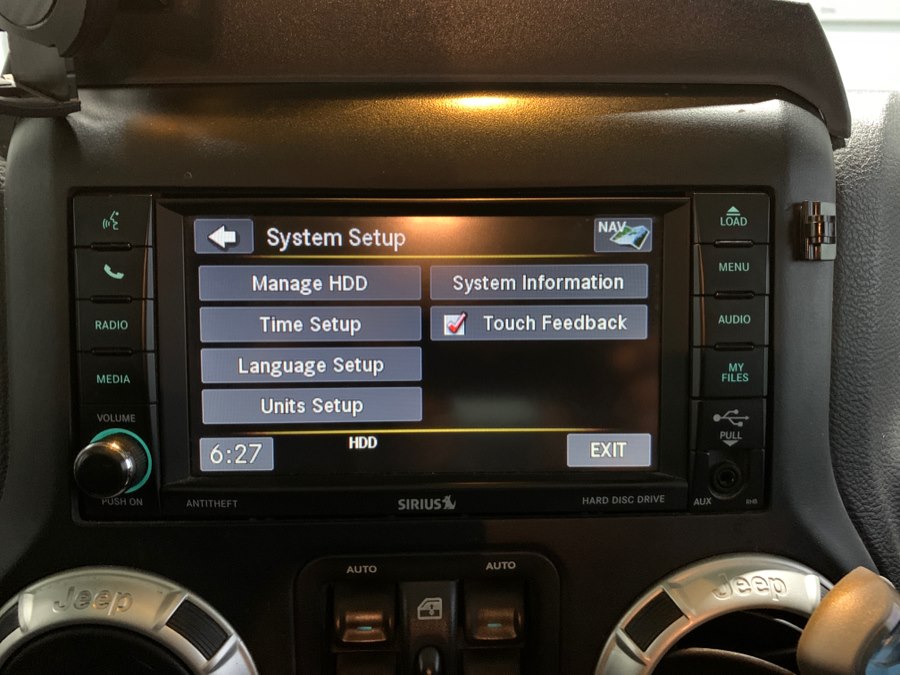 System Setup
NAV
Manage HDD
System Information
Time Setup
Touch Feedback
Language Setup
Units Setup
6:27
HDD
EXIT
RADIO
MEDIA
VOLUME
PUSH ON
LOAD
MENU
AUDIO
MY
FILES
PULL
AUX
RHB
ANTITHEFT
SIRIUS
HARD DISC DRIVE
AUTO
AUTO
Jeep
Jeep